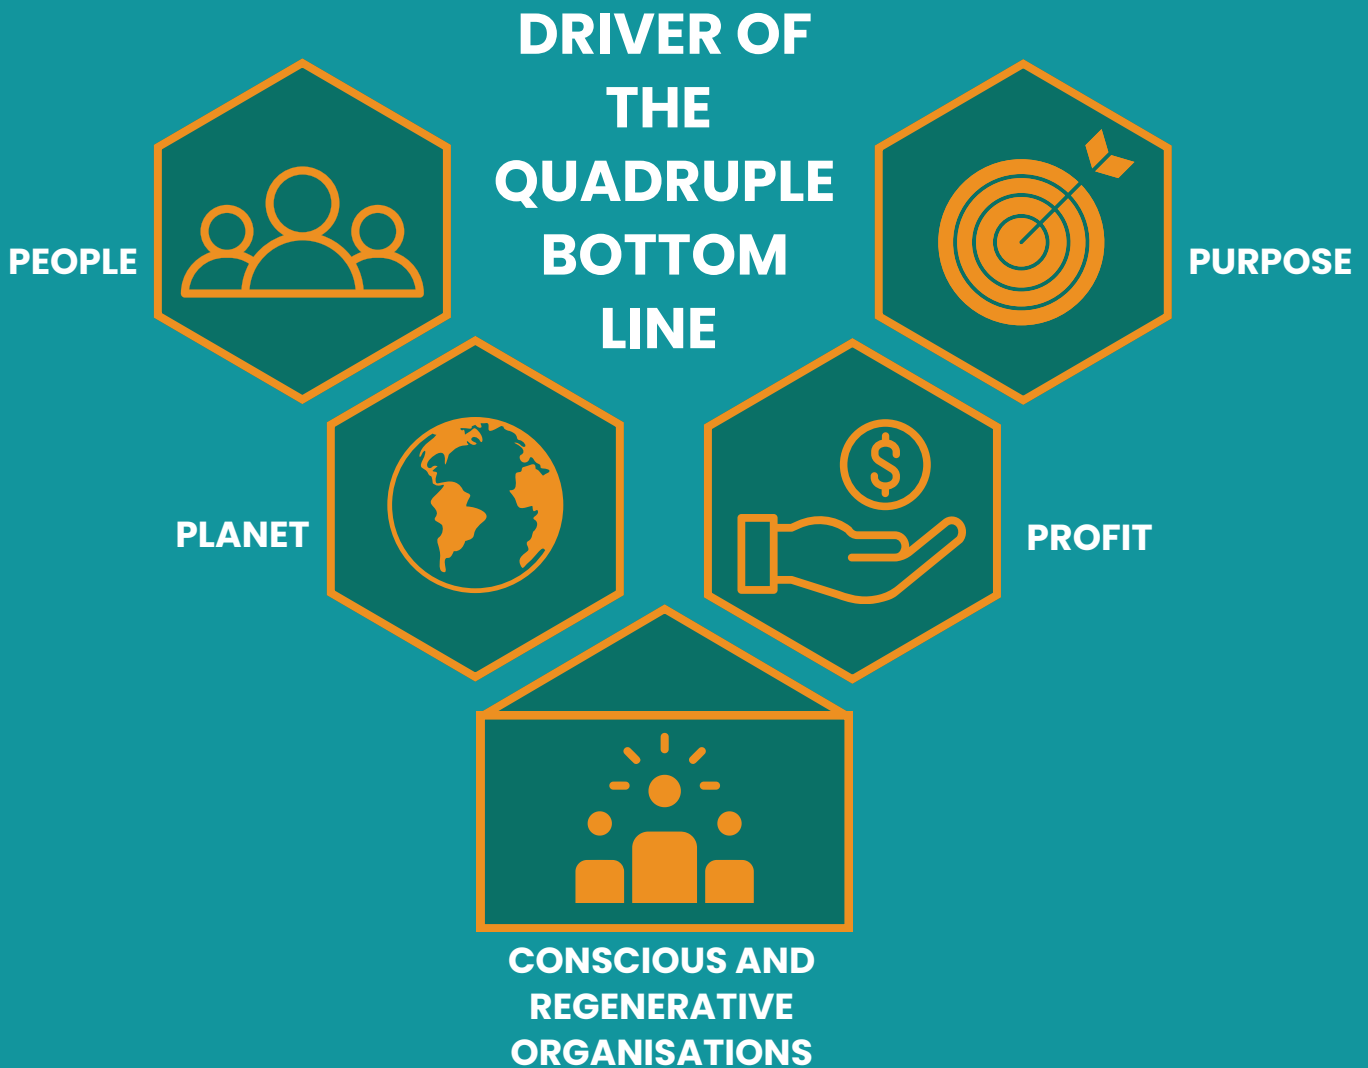 DRIVER OF
THE
QUADRUPLE
BOTTOM
LINE
PEOPLE
PURPOSE
PLANET
PROFIT
$
CONSCIOUS AND
REGENERATIVE
ORGANISATIONS